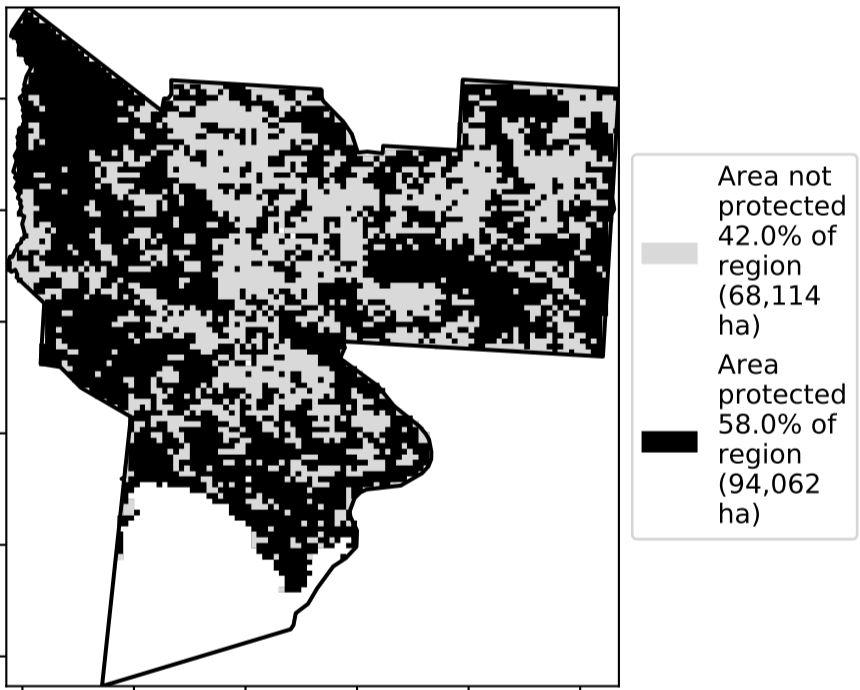 Area not
protected
42.0% of
region
(68,114
ha)
Area
protected
58.0% of
region
(94,062
ha)